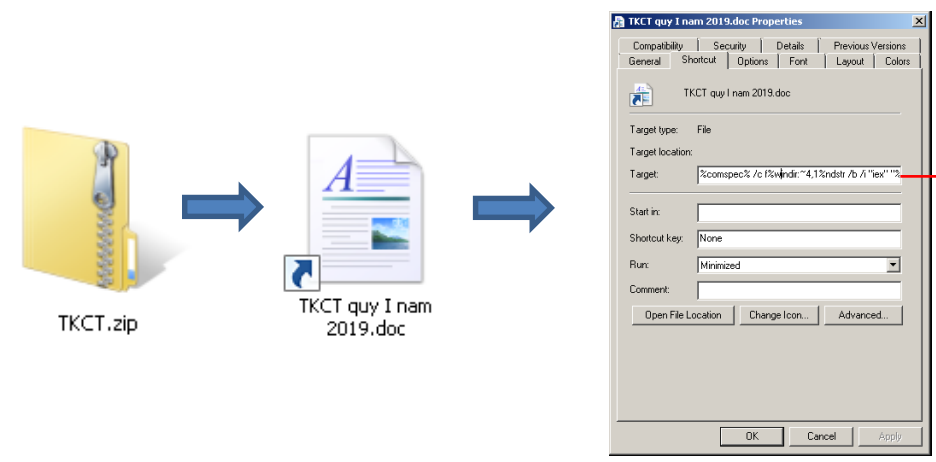 TKCT.zip
TKCT quy I nam
2019.doc
TKCT quy I nam 2019.doc Properties
Compatibility Security Details Previous Versions
General Shortcut Options Font Layout Colors
TKCT quy I nam 2019.doc
Target type: File
Target location:
Target: %comspec% /c f%windir:~4,1%ndstr /b /i "iex" "%
Start in:
Shortcut key: None
Run: Minimized
Comment:
Open File Location Change Icon... Advanced...
OK Cancel Apply